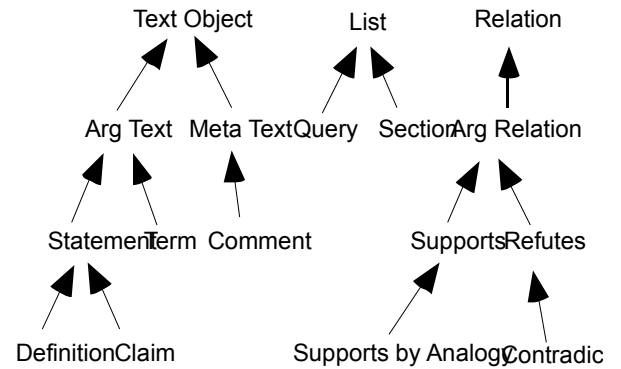 Text Object List Relation
Arg Text Meta Text Query Section Arg Relation
Statement Term Comment Supports Refutes
Definition Claim Supports by Analogy Contradic